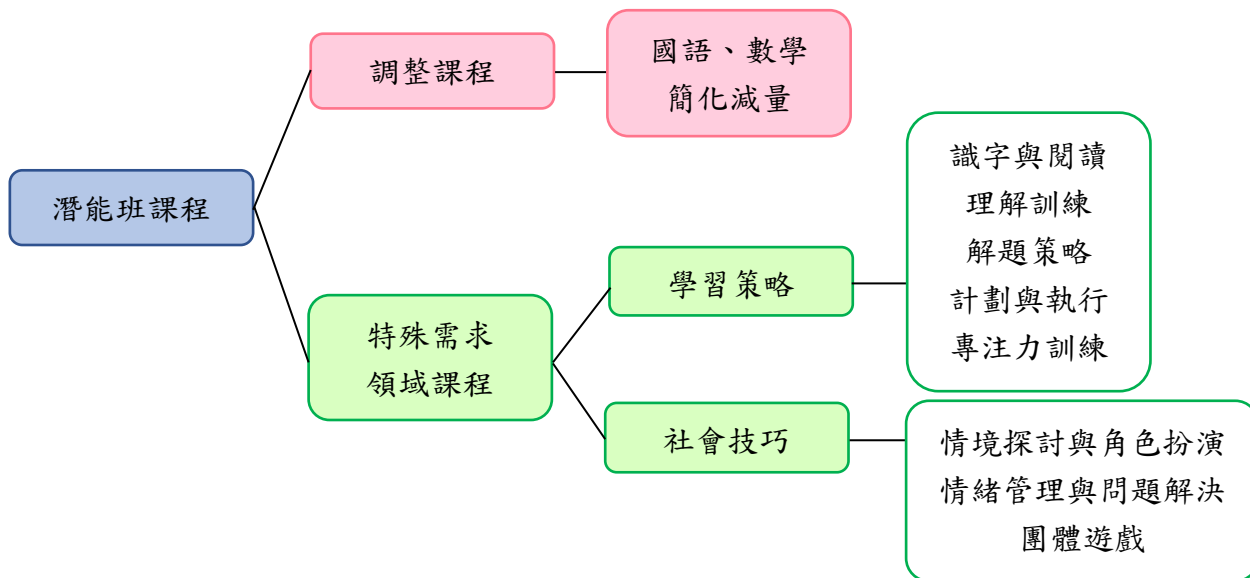 潛能班課程
調整課程
國語、數學
簡化減量
特殊需求
領域課程
學習策略
識字與閱讀
理解訓練
解題策略
計劃與執行
專注力訓練
社會技巧
情境探討與角色扮演
情緒管理與問題解決
團體遊戲